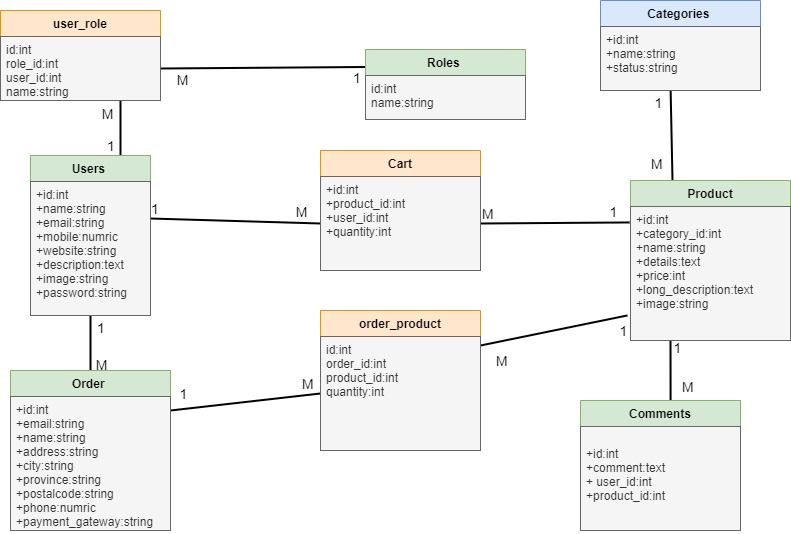 user_role
id:int
role_id:int
user_id:int
name:string
M
1
Roles
id:int
name:string
Categories
+id:int
+name:string
+status:string
1
M
M
1
Users
+id:int
+name:string
+email:string
+mobile:numric
+website:string
+description:text
+image:string
+password:string
1
M
Cart
+id:int
+product_id:int
+user_id:int
+quantity:int
M
1
Product
+id:int
+category_id:int
+name:string
+details:text
+price:int
+long_description:text
+image:string
1
M
order_product
id:int
order_id:int
product_id:int
quantity:int
1
M
1
M
Order
+id:int
+email:string
+name:string
+address:string
+city:string
+province:string
+postalcode:string
+phone:numric
+payment_gateway:string
1
M
1
M
Comments
+id:int
+comment:text
+ user_id:int
+product_id:int